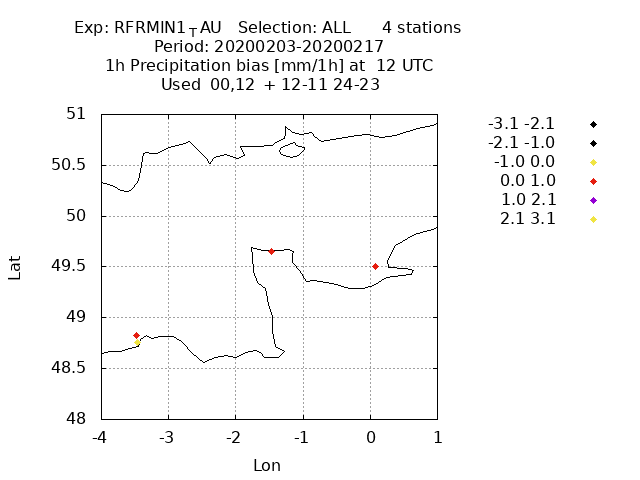 Exp: RFRMIN1TAU Selection: ALL 4 stations
Period: 20200203-20200217
1h Precipitation bias [mm/1h] at 12 UTC
Used 00,12 + 12-11 24-23
51
50.5
50
49.5
49
48.5
48
-4 -3 -2 -1 0 1
Lat
Lon
-3.1 -2.1
-2.1 -1.0
-1.0 0.0
0.0 1.0
1.0 2.1
2.1 3.1